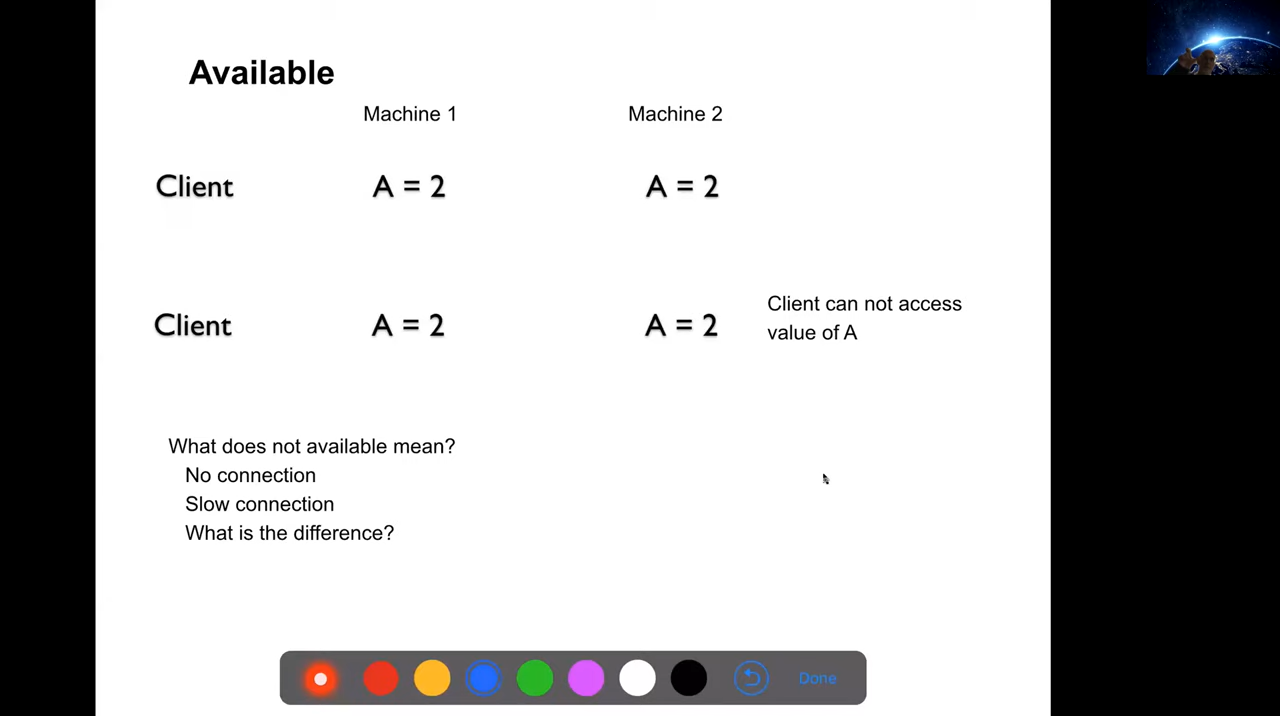 Available
Machine 1 Machine 2
Client A = 2 A = 2
Client A = 2 A = 2 Client can not access
value of A
What does not available mean?
No connection
Slow connection
What is the difference?
Done